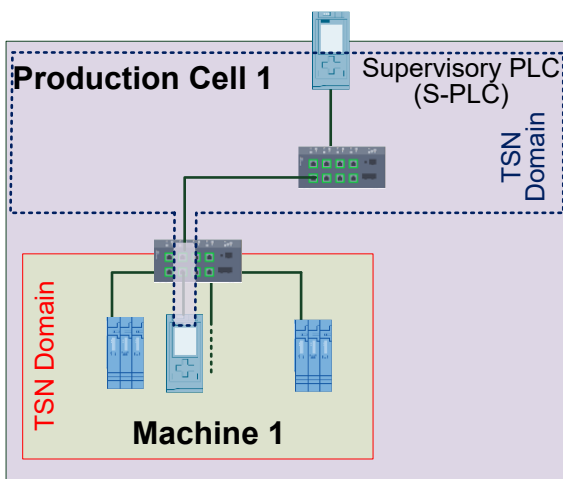 Production Cell 1
Supervisory PLC
(S-PLC)
TSN
Domain
TSN Domain
Machine 1